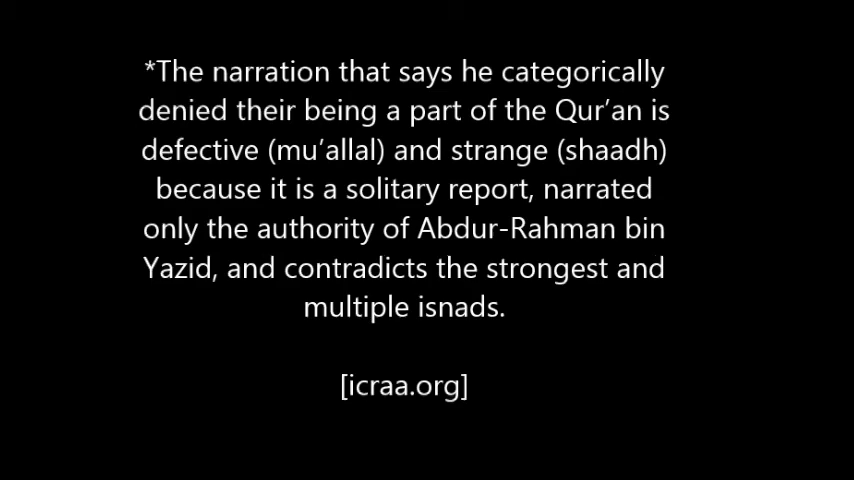 *The narration that says he categorically
denied their being a part of the Qur’an is
defective (mu’allal) and strange (shaadh)
because it is a solitary report, narrated
only the authority of Abdur-Rahman bin
Yazid, and contradicts the strongest and
multiple isnads.
[icraa.org]